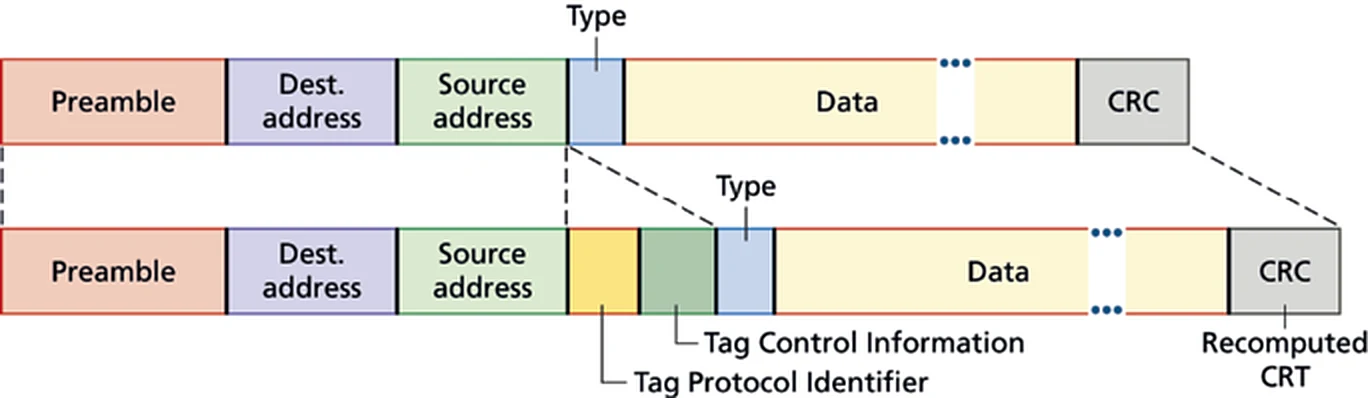 Type
Preamble
Dest.
address
Source
address
Data
CRC
Type
Preamble
Dest.
address
Source
address
Data
CRC
Tag Control Information
Tag Protocol Identifier
Recomputed
CRT